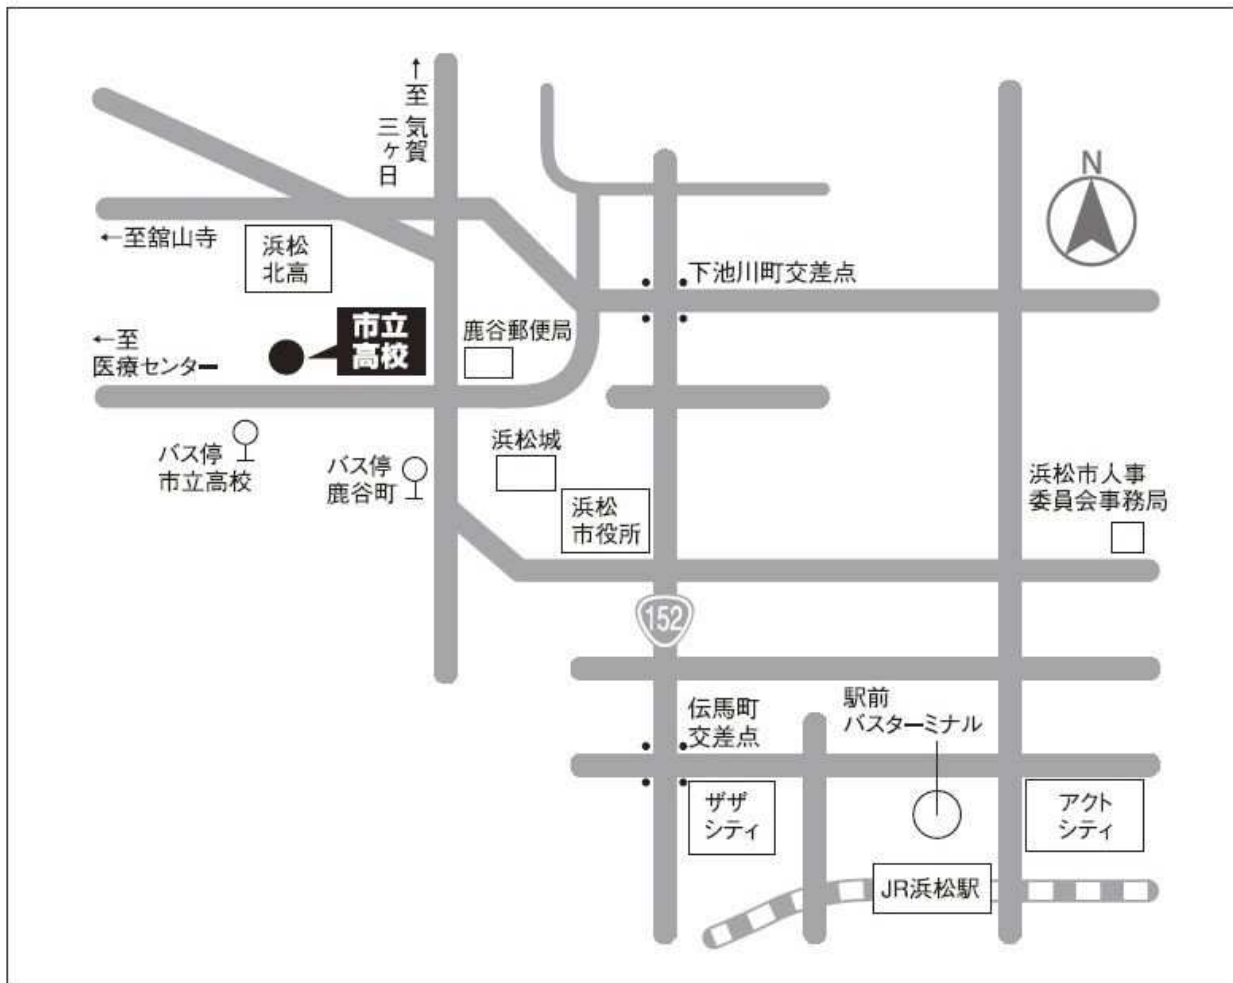 ↑至 気賀
三ヶ日
N
←至舘山寺
浜松
北高
下池川町交差点
市立
高校
鹿谷郵便局
←至
医療センター
バス停
市立高校
バス停
鹿谷町
浜松城
浜松
市役所
浜松市人事
委員会事務局
152
伝馬町
交差点
駅前
バスターミナル
ザザ
シティ
アクト
シティ
JR浜松駅